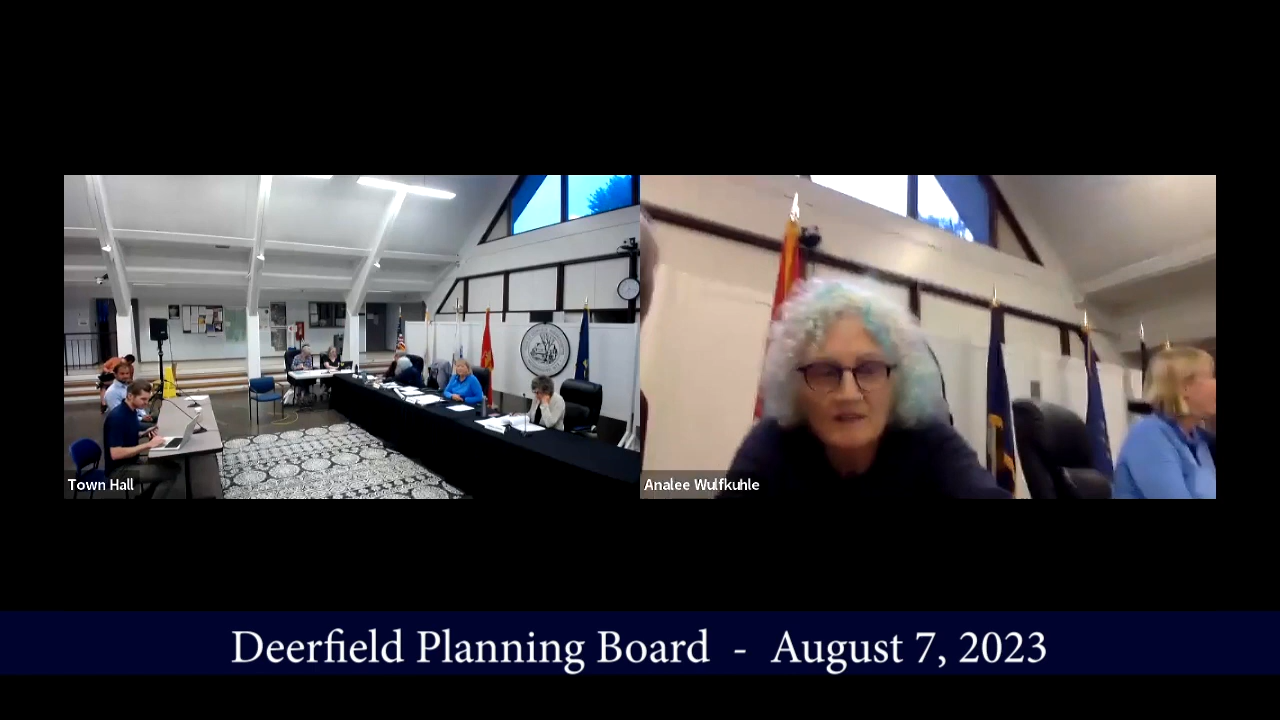 Town Hall
Analee Wulfkuhle
Deerfield Planning Board - August 7, 2023